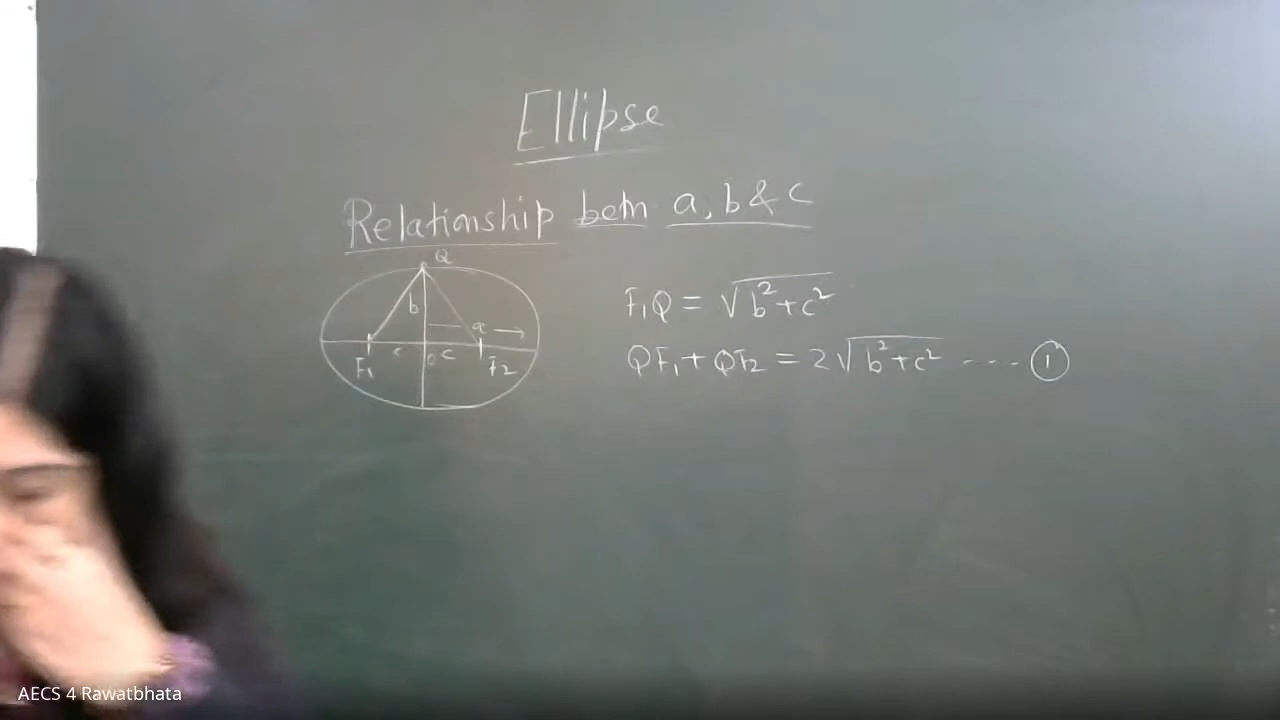 Ellipse
Relationship betn a, b & c
Q
b
a
F₁ c O c F₂
F₁Q = √b²+c²
QF₁ + QF₂ = 2√b²+c² ---- ①
AECS 4 Rawatbhata